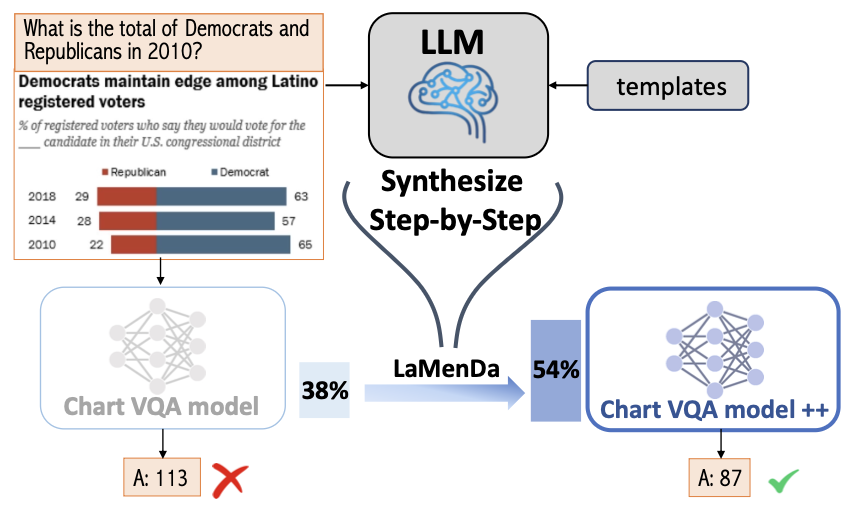 What is the total of Democrats and
Republicans in 2010?
Democrats maintain edge among Latino
registered voters
% of registered voters who say they would vote for the
___ candidate in their U.S. congressional district
Republican Democrat
2018 29 63
2014 28 57
2010 22 65
LLM
templates
Synthesize
Step-by-Step
Chart VQA model
38%
LaMenDa
54%
Chart VQA model ++
A: 113
A: 87